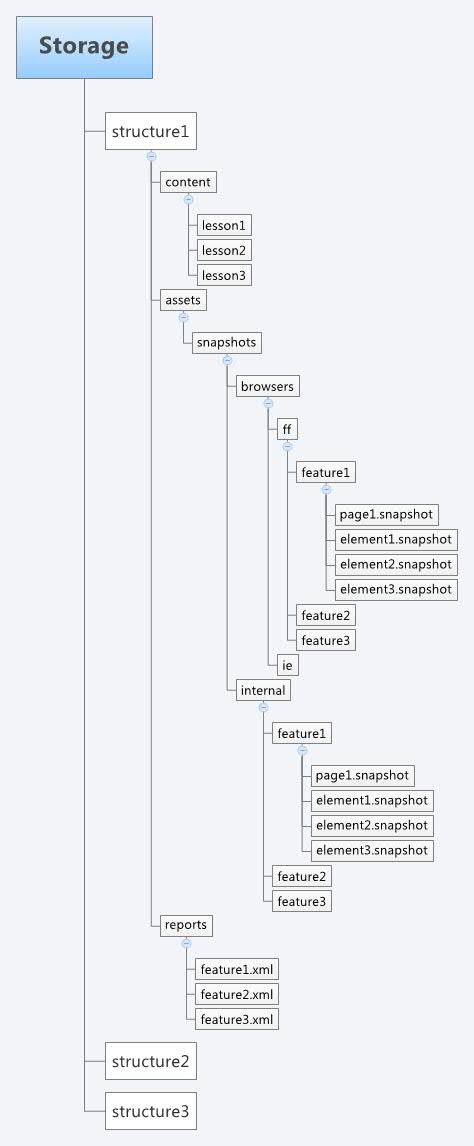 Storage
structure1
content
lesson1
lesson2
lesson3
assets
snapshots
browsers
ff
feature1
page1.snapshot
element1.snapshot
element2.snapshot
element3.snapshot
feature2
feature3
ie
internal
feature1
page1.snapshot
element1.snapshot
element2.snapshot
element3.snapshot
feature2
feature3
reports
feature1.xml
feature2.xml
feature3.xml
structure2
structure3